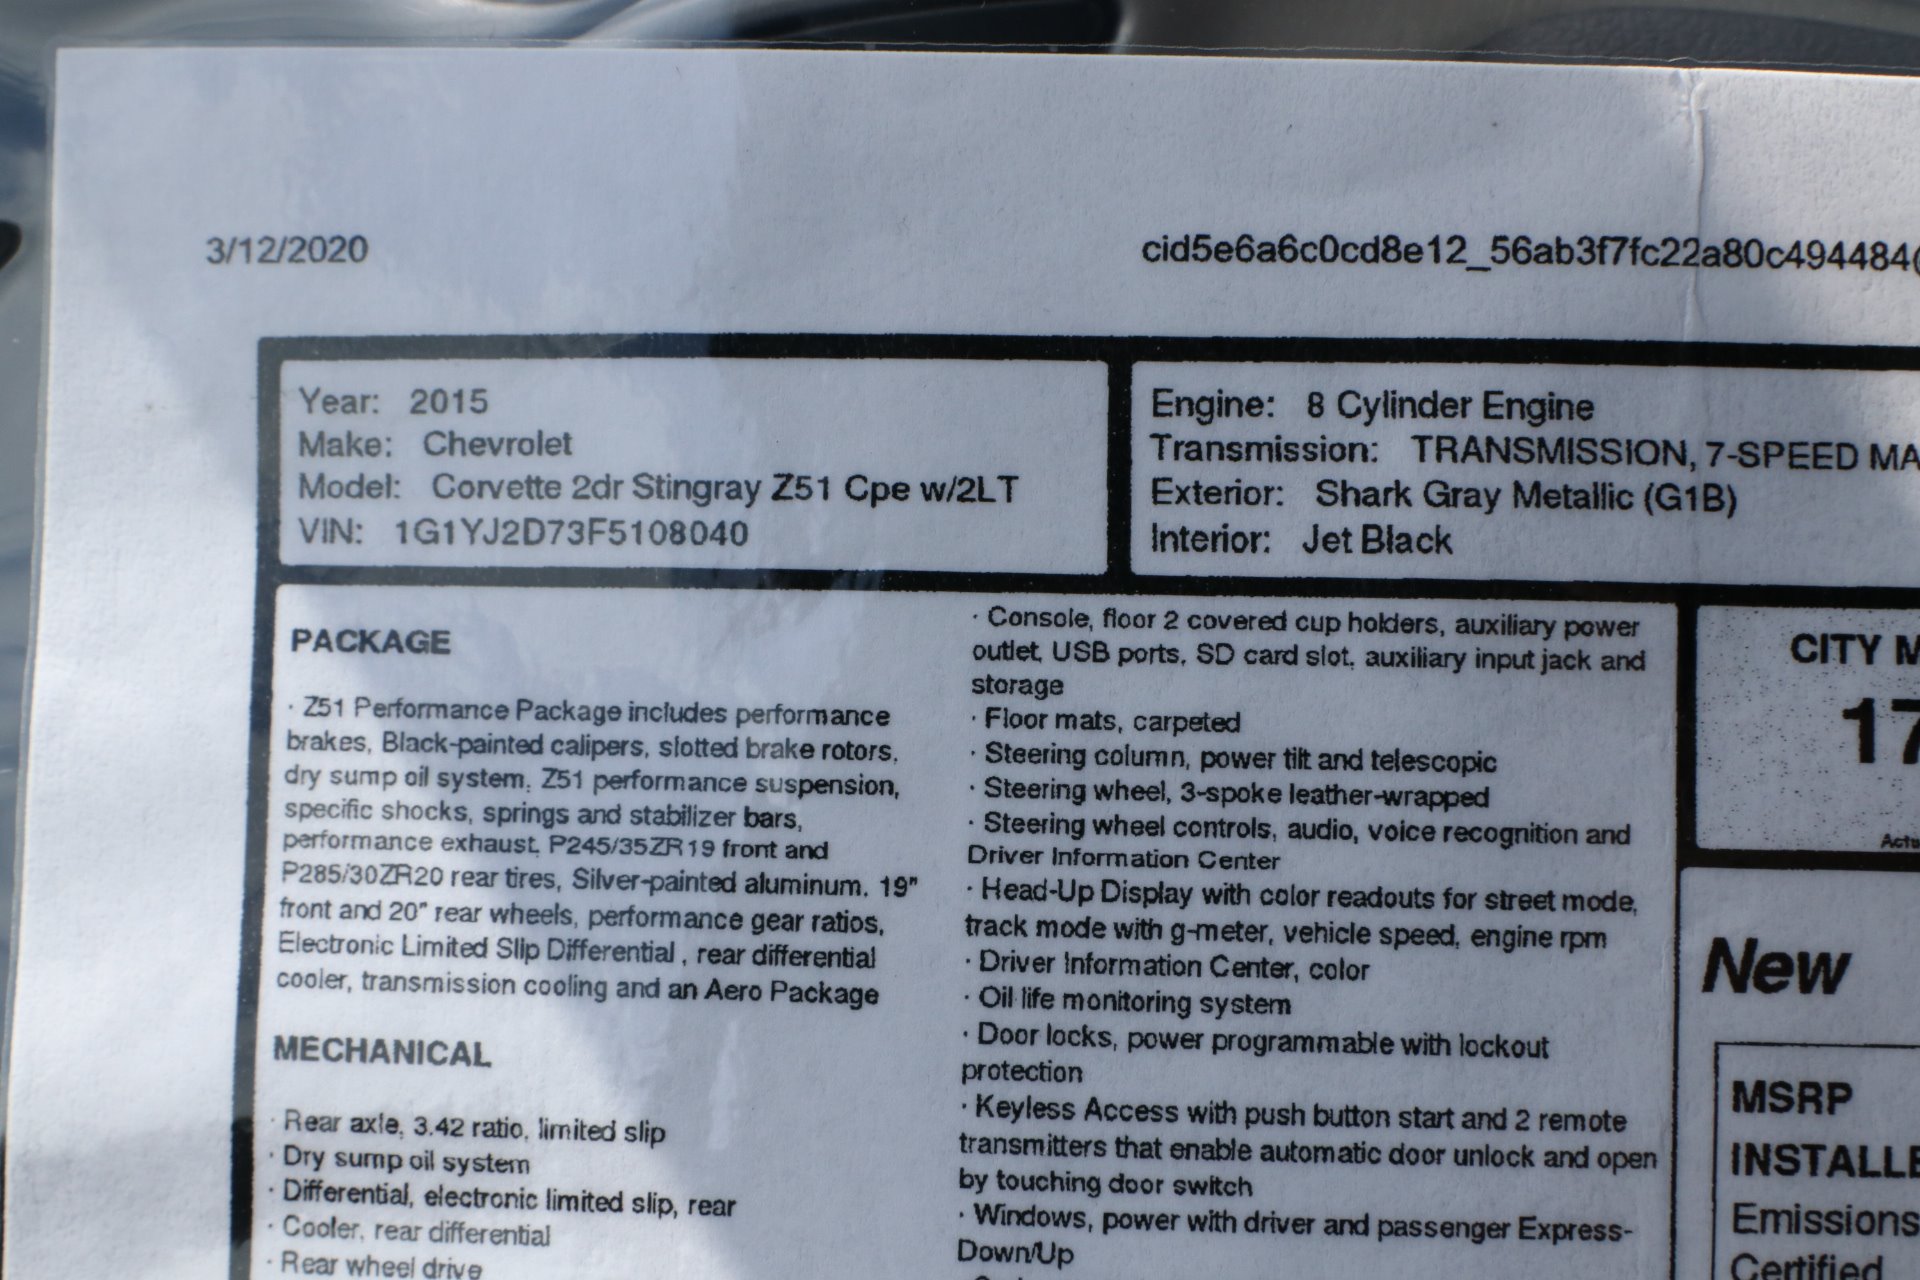 3/12/2020
cid5e6a6c0cd8e12_56ab3f7fc22a80c494484
Year: 2015
Make: Chevrolet
Model: Corvette 2dr Stingray Z51 Cpe w/2LT
VIN: 1G1YJ2D73F5108040
Engine: 8 Cylinder Engine
Transmission: TRANSMISSION, 7-SPEED MA
Exterior: Shark Gray Metallic (G1B)
Interior: Jet Black
PACKAGE
· Z51 Performance Package includes performance
brakes, Black-painted calipers, slotted brake rotors,
dry sump oil system, Z51 performance suspension,
specific shocks, springs and stabilizer bars,
performance exhaust, P245/35ZR19 front and
P285/30ZR20 rear tires, Silver-painted aluminum, 19"
front and 20" rear wheels, performance gear ratios,
Electronic Limited Slip Differential , rear differential
cooler, transmission cooling and an Aero Package
MECHANICAL
· Rear axle, 3.42 ratio, limited slip
· Dry sump oil system
· Differential, electronic limited slip, rear
· Cooler, rear differential
· Rear wheel drive
· Console, floor 2 covered cup holders, auxiliary power
outlet, USB ports, SD card slot, auxiliary input jack and
storage
· Floor mats, carpeted
· Steering column, power tilt and telescopic
· Steering wheel, 3-spoke leather-wrapped
· Steering wheel controls, audio, voice recognition and
Driver Information Center
· Head-Up Display with color readouts for street mode,
track mode with g-meter, vehicle speed, engine rpm
· Driver Information Center, color
· Oil life monitoring system
· Door locks, power programmable with lockout
protection
· Keyless Access with push button start and 2 remote
transmitters that enable automatic door unlock and open
by touching door switch
· Windows, power with driver and passenger Express-
Down/Up
CITY M
17
Actu
New
MSRP
INSTALLE
Emissions
Certified